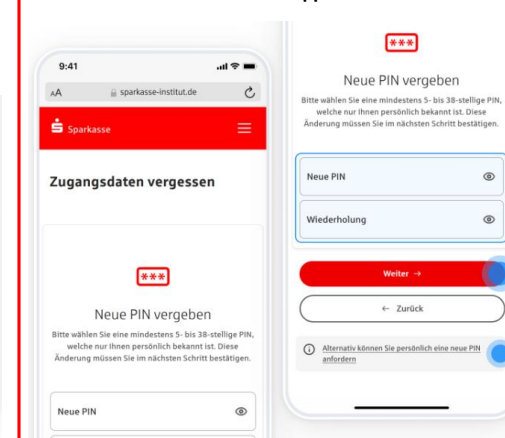 9:41
AA sparkasse-institut.de
Sparkasse
Zugangsdaten vergessen
***
Neue PIN vergeben
Bitte wählen Sie eine mindestens 5- bis 38-stellige PIN,
welche nur Ihnen persönlich bekannt ist. Diese
Änderung müssen Sie im nächsten Schritt bestätigen.
Neue PIN
***
Neue PIN vergeben
Bitte wählen Sie eine mindestens 5- bis 38-stellige PIN,
welche nur Ihnen persönlich bekannt ist. Diese
Änderung müssen Sie im nächsten Schritt bestätigen.
Neue PIN
Wiederholung
Weiter →
← Zurück
Alternativ können Sie persönlich eine neue PIN
anfordern